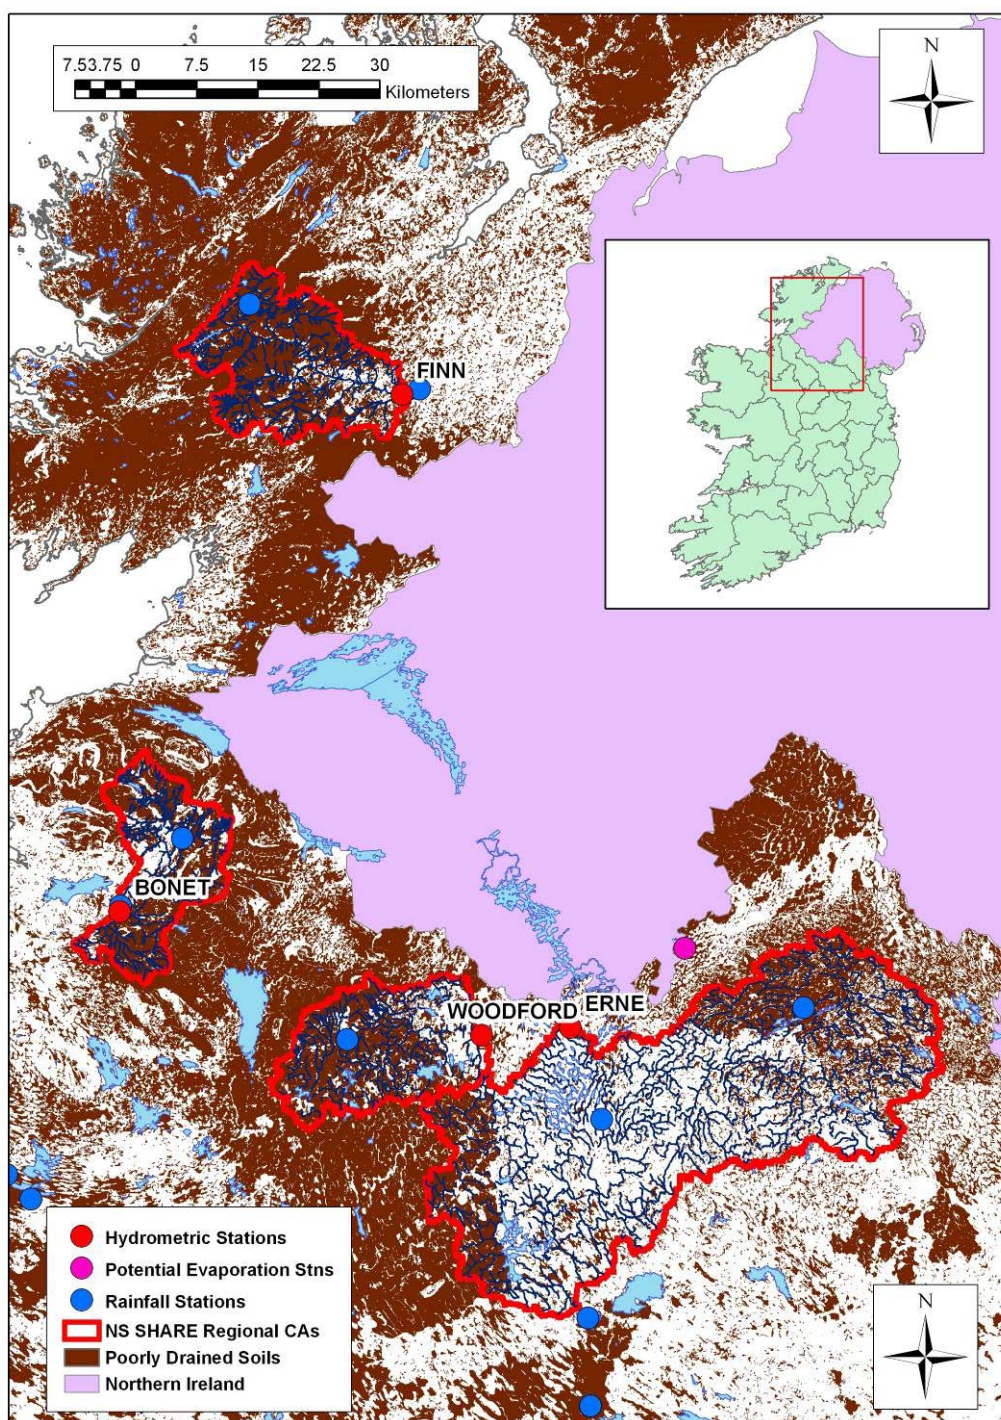 7.53.75 0 7.5 15 22.5 30
Kilometers
N
FINN
BONET
WOODFORD
ERNE
Hydrometric Stations
Potential Evaporation Stns
Rainfall Stations
NS SHARE Regional CAs
Poorly Drained Soils
Northern Ireland
N